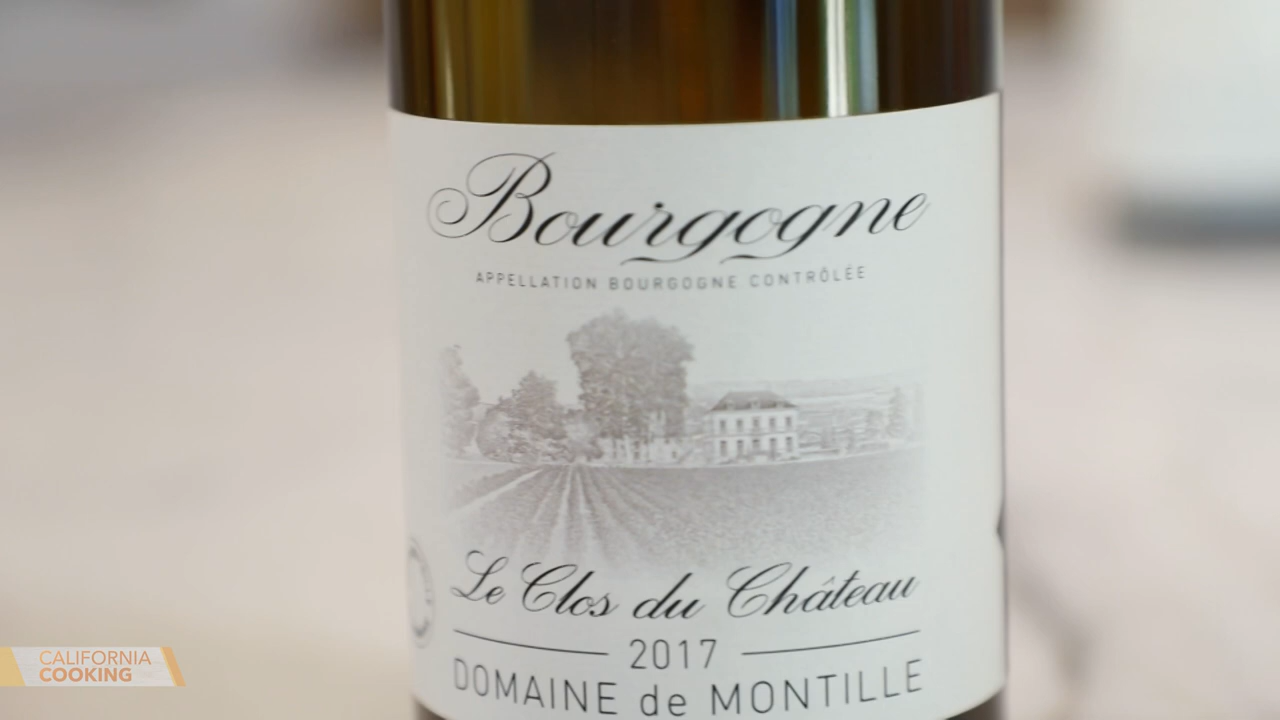 Bourgogne
APPELLATION BOURGOGNE CONTRÔLÉE
Le Clos du Château
2017
DOMAINE de MONTILLE
CALIFORNIA
COOKING